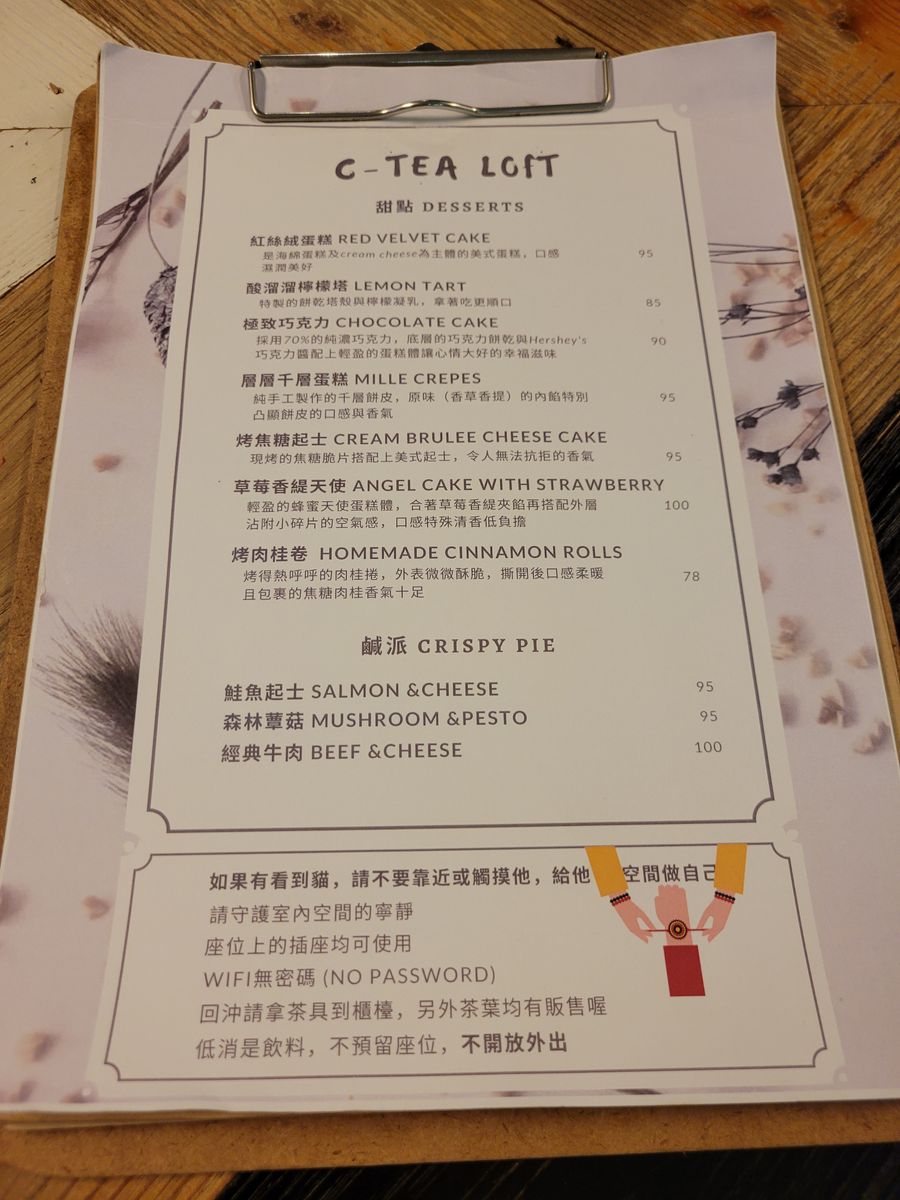 C-TEA LOFT
甜點 DESSERTS
紅絲絨蛋糕 RED VELVET CAKE
是海綿蛋糕及cream cheese為主體的美式蛋糕，口感 95
濕潤美好
酸溜溜檸檬塔 LEMON TART
特製的餅乾塔殼與檸檬凝乳，拿著吃更順口 85
極致巧克力 CHOCOLATE CAKE
採用70%的純濃巧克力，底層的巧克力餅乾與Hershey's 90
巧克力醬配上輕盈的蛋糕體讓心情大好的幸福滋味
層層千層蛋糕 MILLE CREPES
純手工製作的千層餅皮，原味（香草香提）的內餡特別 95
凸顯餅皮的口感與香氣
烤焦糖起士 CREAM BRULEE CHEESE CAKE
現烤的焦糖脆片搭配上美式起士，令人無法抗拒的香氣 95
草莓香緹天使 ANGEL CAKE WITH STRAWBERRY
輕盈的蜂蜜天使蛋糕體，合著草莓香緹夾餡再搭配外層 100
沾附小碎片的空氣感，口感特殊清香低負擔
烤肉桂卷 HOMEMADE CINNAMON ROLLS
烤得熱呼呼的肉桂捲，外表微微酥脆，撕開後口感柔暖 78
且包裹的焦糖肉桂香氣十足
鹹派 CRISPY PIE
鮭魚起士 SALMON &CHEESE 95
森林蕈菇 MUSHROOM &PESTO 95
經典牛肉 BEEF &CHEESE 100
如果有看到貓，請不要靠近或觸摸他，給他 空間做自己
請守護室內空間的寧靜
座位上的插座均可使用
WIFI無密碼 (NO PASSWORD)
回沖請拿茶具到櫃檯，另外茶葉均有販售喔
低消是飲料，不預留座位，不開放外出